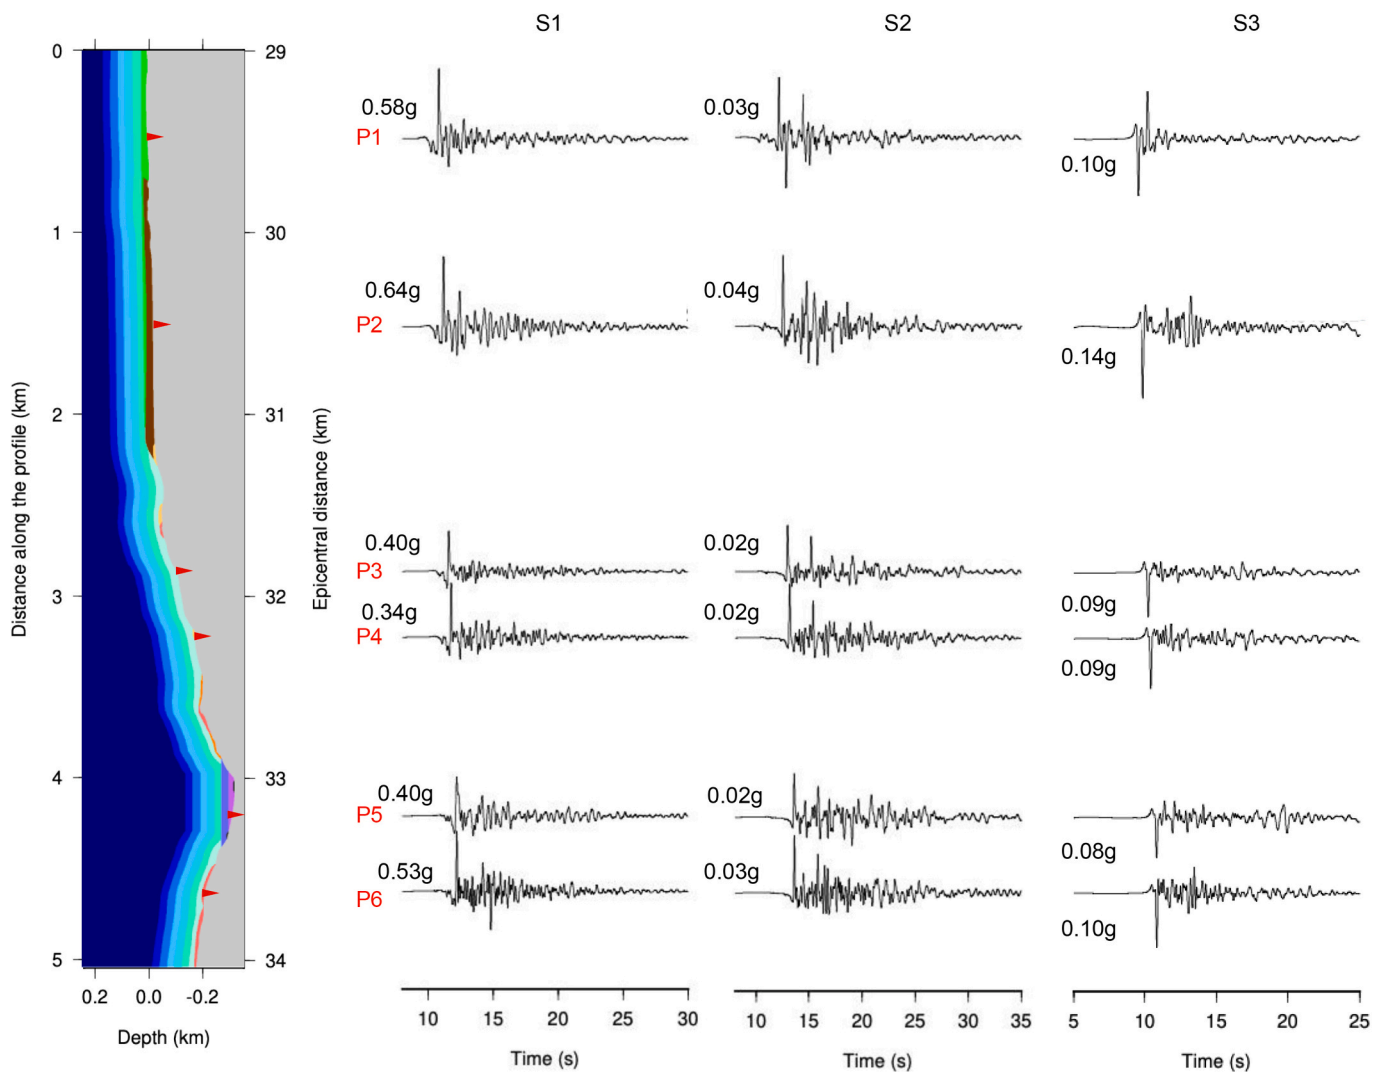 S1 S2 S3
0 29
0.58g 0.03g
P1 0.10g
1 30
0.64g 0.04g
P2 0.14g
2 31
Distance along the profile (km)
Epicentral distance (km)
0.40g 0.02g
P3
3 32 0.09g
0.34g 0.02g
P4
0.09g
4 33
0.40g 0.02g
P5
0.08g
0.53g 0.03g
P6
0.10g
5 34
0.2 0.0 -0.2
Depth (km)
10 15 20 25 30
Time (s)
10 15 20 25 30 35
Time (s)
5 10 15 20 25
Time (s)